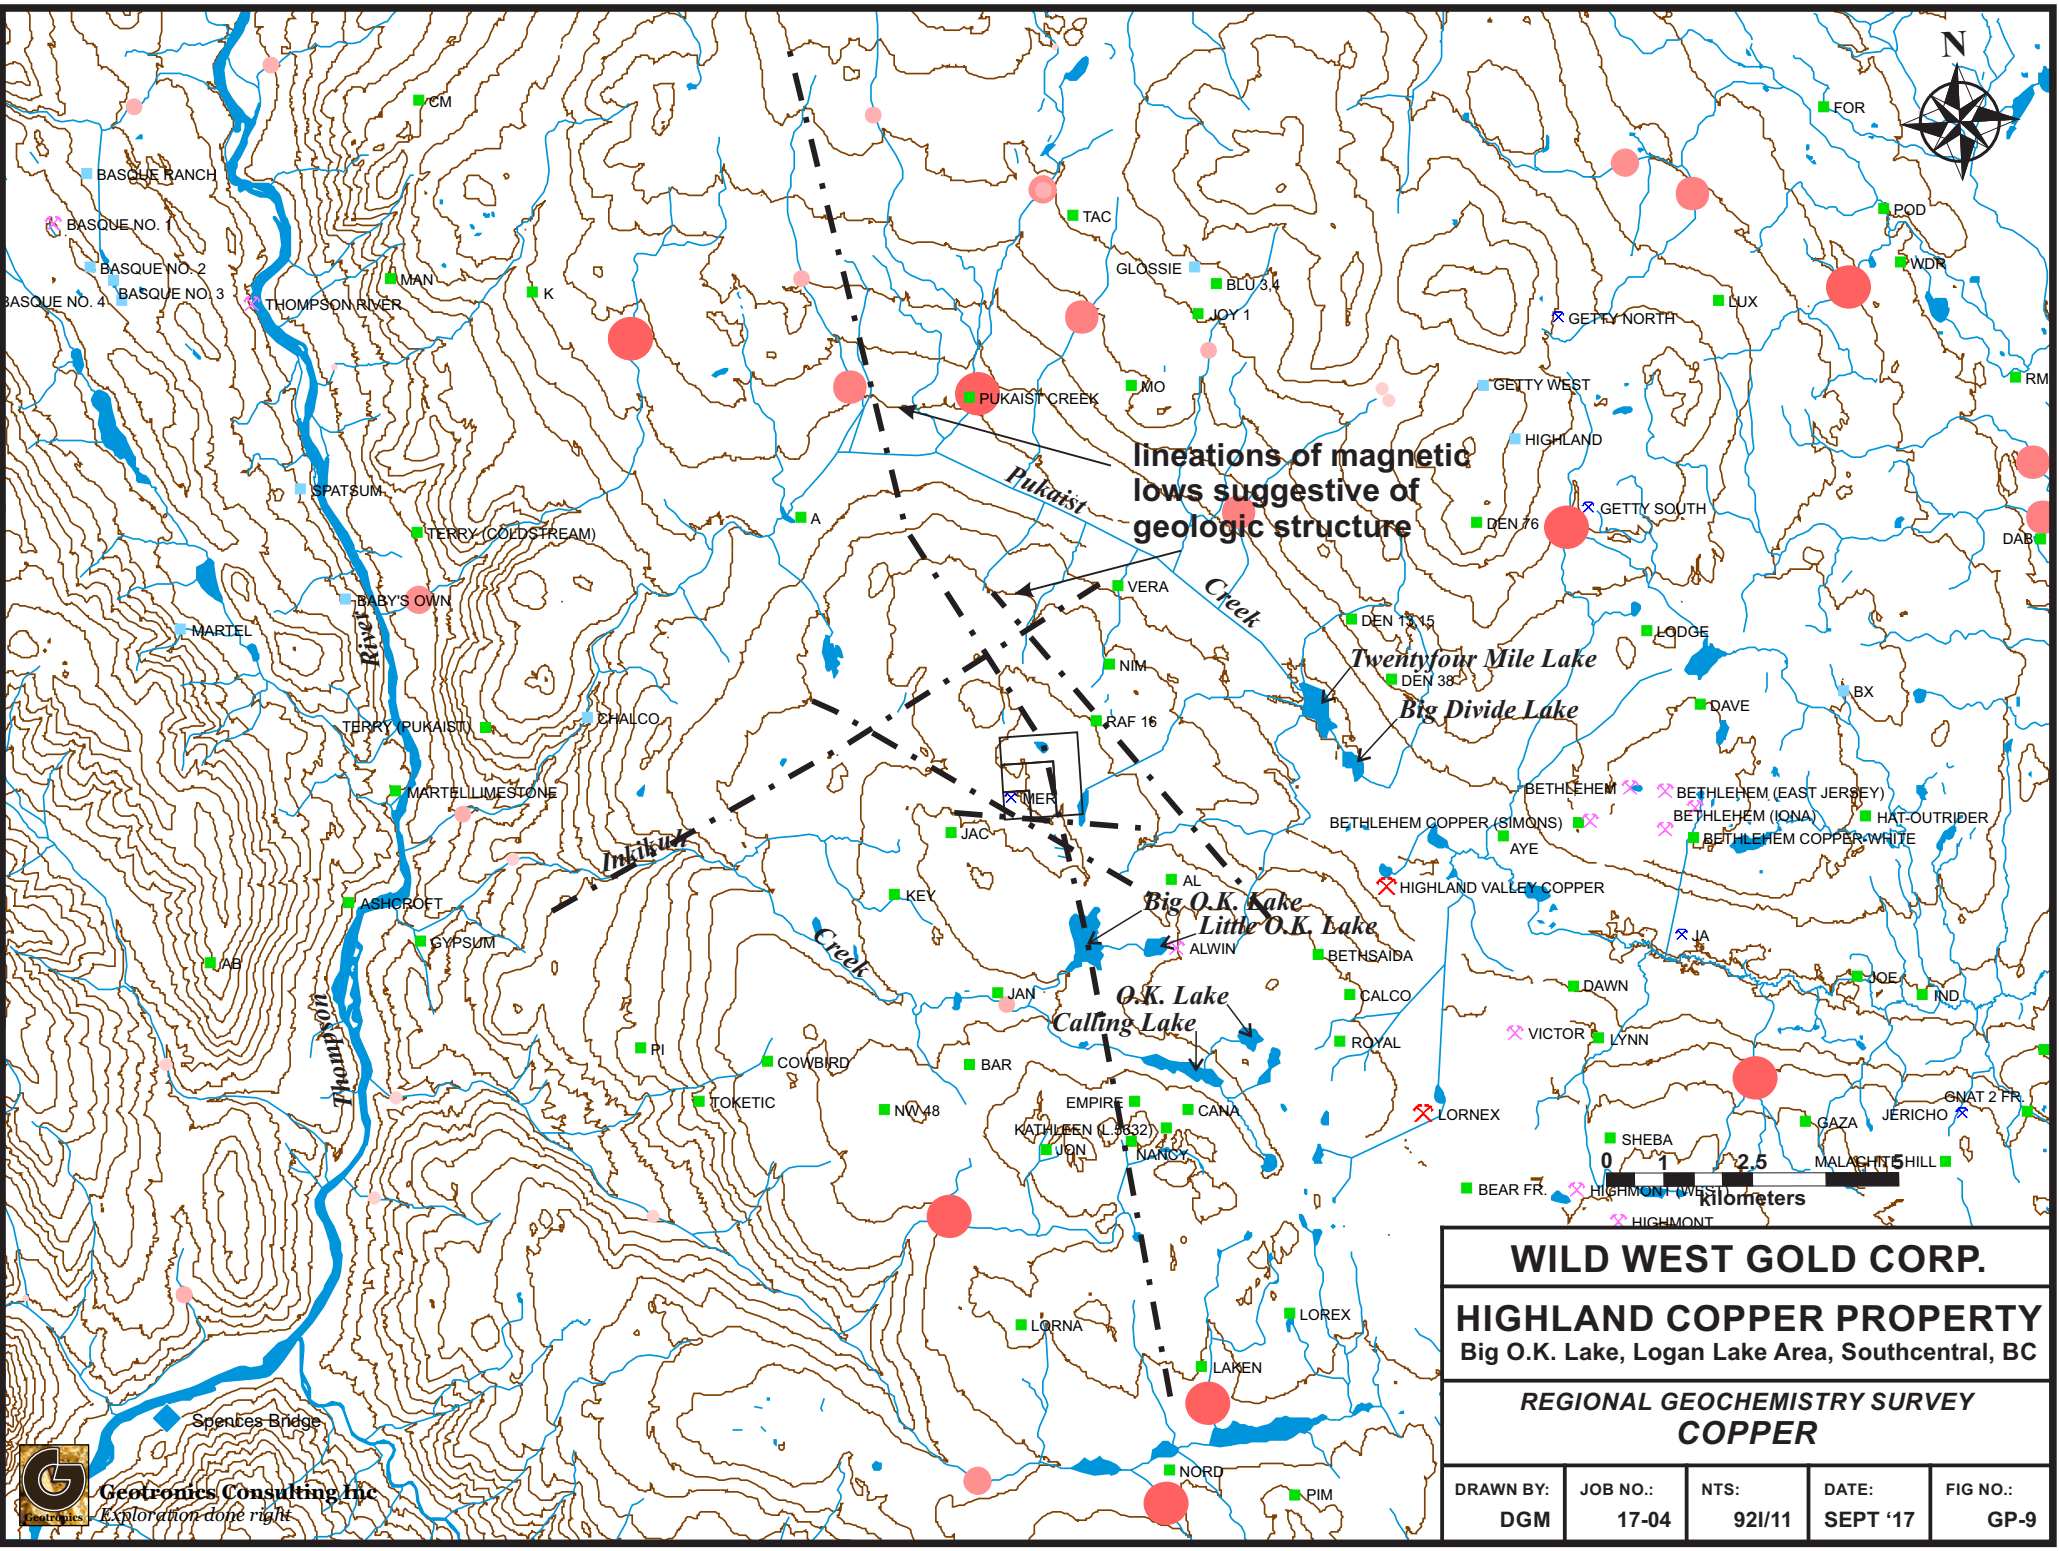 N
CM
FOR
BASQUE RANCH
BASQUE NO. 1
TAC
POD
BASQUE NO. 2
BASQUE NO. 3
BASQUE NO. 4
THOMPSON RIVER
MAN
K
GLOSSIE
BLU 3,4
JOY 1
WDR
LUX
GETTY NORTH
PUKAIST CREEK
MO
GETTY WEST
RM
HIGHLAND
lineations of magnetic
lows suggestive of
geologic structure
Pukaist
Creek
SPATSUM
A
DEN 76
GETTY SOUTH
DAB
TERRY (COLDSTREAM)
BABY'S OWN
VERA
MARTEL
River
DEN 13,15
LODGE
NIM
Twentyfour Mile Lake
DEN 38
BX
Big Divide Lake
DAVE
TERRY (PUKAIST)
CHALCO
RAF 16
MARTEL LIMESTONE
MER
BETHLEHEM
BETHLEHEM (EAST JERSEY)
BETHLEHEM (IONA)
HAT-OUTRIDER
BETHLEHEM COPPER (SIMONS)
BETHLEHEM COPPER-WHITE
AYE
JAC
Inkikuh
Creek
KEY
AL
HIGHLAND VALLEY COPPER
ASHCROFT
Big O.K. Lake
Little O.K. Lake
GYPSUM
ALWIN
JA
BETHSAIDA
AB
JOE
JAN
O.K. Lake
CALCO
DAWN
IND
Thompson
Calling Lake
VICTOR
LYNN
ROYAL
PI
COWBIRD
BAR
TOKETIC
NW 48
EMPIRE
CAHA
LORNEX
GNAT 2 FR.
JERICHO
KATHLEEN (L.5632)
GAZA
JON
NANCY
SHEBA
MALACHITE HILL
0 1 2.5 5
kilometers
BEAR FR.
HIGHMONT (WEST)
HIGHMONT
LORNA
LOREX
LAKEN
NORD
PIM
Spences Bridge
Geotronics
Geotronics Consulting Inc
Exploration done right
WILD WEST GOLD CORP.
HIGHLAND COPPER PROPERTY
Big O.K. Lake, Logan Lake Area, Southcentral, BC
REGIONAL GEOCHEMISTRY SURVEY
COPPER
DRAWN BY: JOB NO.: NTS: DATE: FIG NO.:
DGM 17-04 92I/11 SEPT ‘17 GP-9